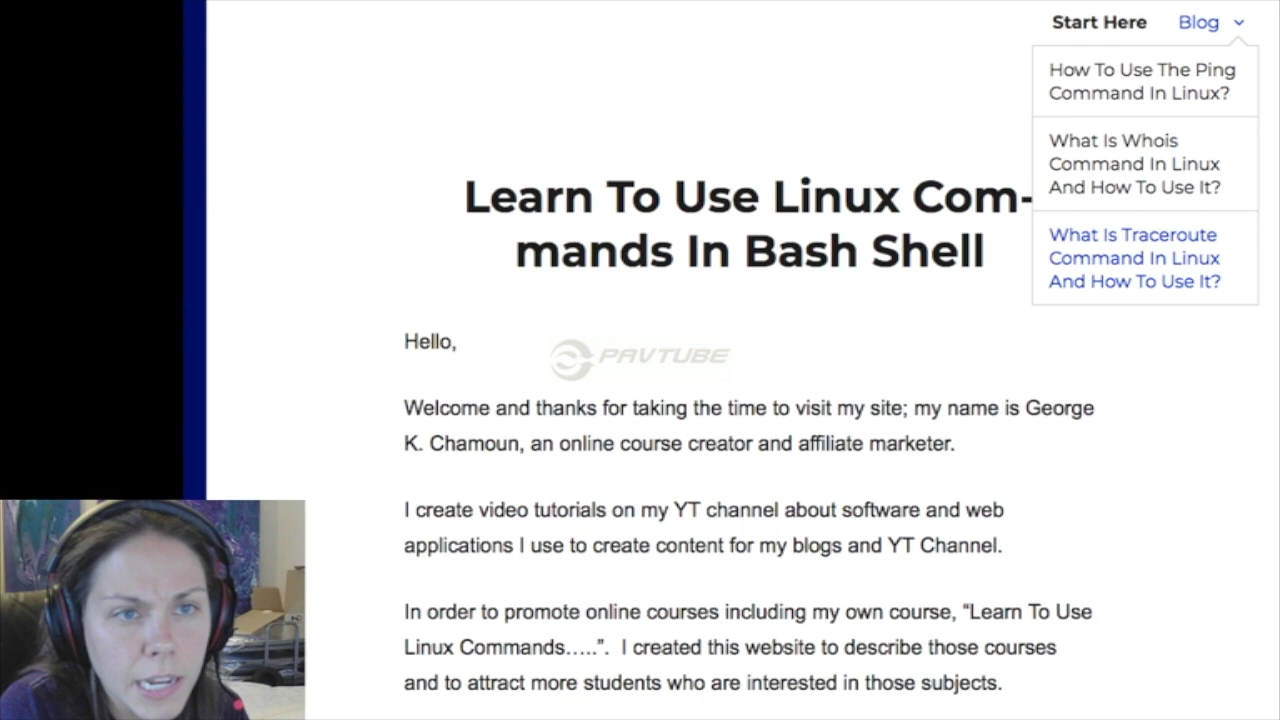 Start Here
Blog
How To Use The Ping
Command In Linux?
What Is Whois
Command In Linux
And How To Use It?
What Is Traceroute
Command In Linux
And How To Use It?
Learn To Use Linux Com-
mands In Bash Shell
Hello,
PAVTUBE
Welcome and thanks for taking the time to visit my site; my name is George
K. Chamoun, an online course creator and affiliate marketer.
I create video tutorials on my YT channel about software and web
applications I use to create content for my blogs and YT Channel.
In order to promote online courses including my own course, “Learn To Use
Linux Commands…..”.  I created this website to describe those courses
and to attract more students who are interested in those subjects.